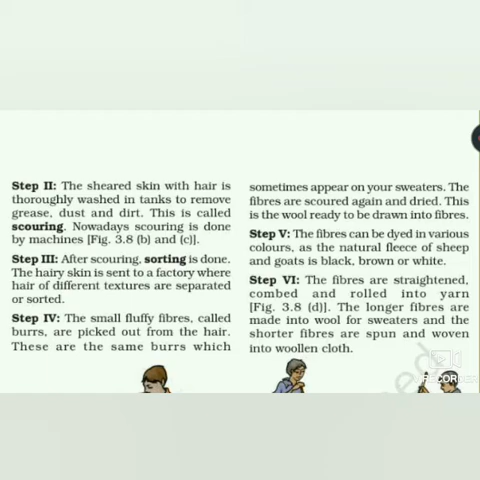 Step II: The sheared skin with hair is
thoroughly washed in tanks to remove
grease, dust and dirt. This is called
scouring. Nowadays scouring is done
by machines [Fig. 3.8 (b) and (c)].
Step III: After scouring, sorting is done.
The hairy skin is sent to a factory where
hair of different textures are separated
or sorted.
Step IV: The small fluffy fibres, called
burrs, are picked out from the hair.
These are the same burrs which
sometimes appear on your sweaters. The
fibres are scoured again and dried. This
is the wool ready to be drawn into fibres.
Step V: The fibres can be dyed in various
colours, as the natural fleece of sheep
and goats is black, brown or white.
Step VI: The fibres are straightened,
combed and rolled into yarn
[Fig. 3.8 (d)]. The longer fibres are
made into wool for sweaters and the
shorter fibres are spun and woven
into woollen cloth.
RECORDER